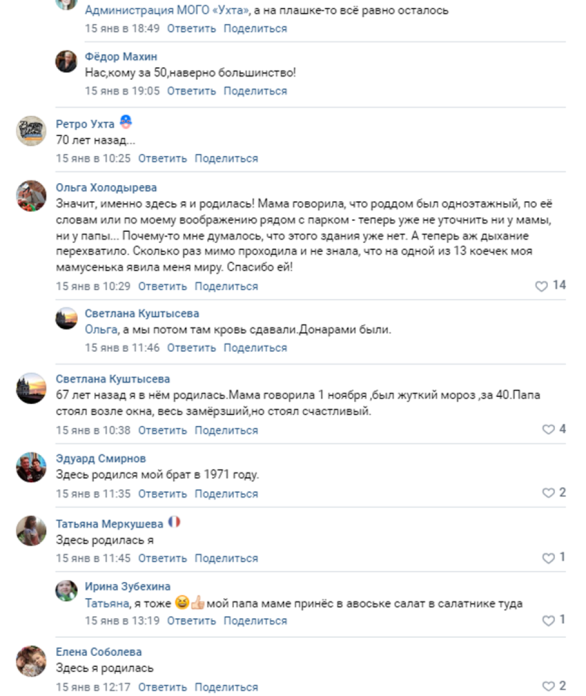 Администрация МОГО «Ухта», а на плашке-то всё равно осталось
15 янв в 18:49 Ответить Поделиться
Фёдор Махин
Нас,кому за 50,наверно большинство!
15 янв в 19:05 Ответить Поделиться
Ретро Ухта
70 лет назад...
15 янв в 10:25 Ответить Поделиться
Ольга Холодырева
Значит, именно здесь я и родилась! Мама говорила, что роддом был одноэтажный, по её
словам или по моему воображению рядом с парком - теперь уже не уточнить ни у мамы,
ни у папы... Почему-то мне думалось, что этого здания уже нет. А теперь аж дыхание
перехватило. Сколько раз мимо проходила и не знала, что на одной из 13 коечек моя
мамусенька явила меня миру. Спасибо ей!
15 янв в 10:29 Ответить Поделиться 14
Светлана Куштысева
Ольга, а мы потом там кровь сдавали.Донарами были.
15 янв в 11:46 Ответить Поделиться
Светлана Куштысева
67 лет назад я в нём родилась.Мама говорила 1 ноября ,был жуткий мороз ,за 40.Папа
стоял возле окна, весь замёрзший,но стоял счастливый.
15 янв в 10:38 Ответить Поделиться 4
Эдуард Смирнов
Здесь родился мой брат в 1971 году.
15 янв в 11:35 Ответить Поделиться 2
Татьяна Меркушева
Здесь родилась я
15 янв в 11:45 Ответить Поделиться 1
Ирина Зубехина
Татьяна, я тоже 😆👍🏻мой папа маме принёс в авоське салат в салатнике туда
15 янв в 13:19 Ответить Поделиться 1
Елена Соболева
Здесь я родилась
15 янв в 12:17 Ответить Поделиться 2